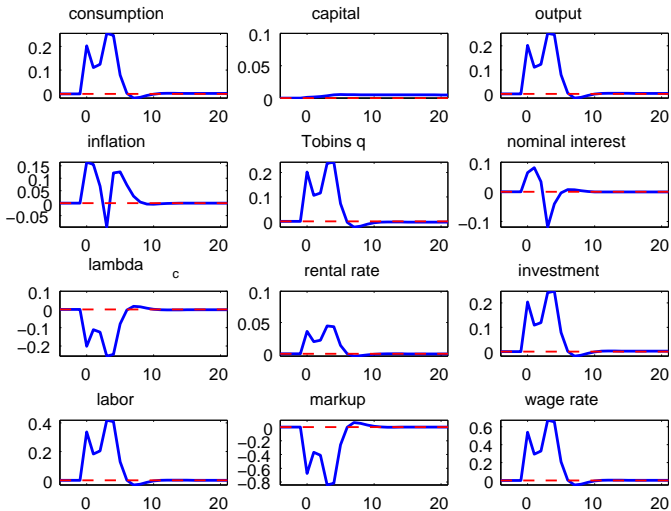 consumption capital output
0.2
0.1
0
0 10 20
0.1
0.05
0
0 10 20
0.2
0.1
0
0 10 20
inflation Tobins q nominal interest
0.15
0.05
−0.05
0 10 20
0.2
0.1
0
0 10 20
0.1
0
−0.1
0 10 20
lambda c rental rate investment
0.1
0
−0.1
−0.2
0 10 20
0.1
0.05
0
0 10 20
0.2
0.1
0
0 10 20
labor markup wage rate
0.4
0.2
0
0 10 20
0
−0.2
−0.4
−0.6
−0.8
0 10 20
0.6
0.4
0.2
0
0 10 20